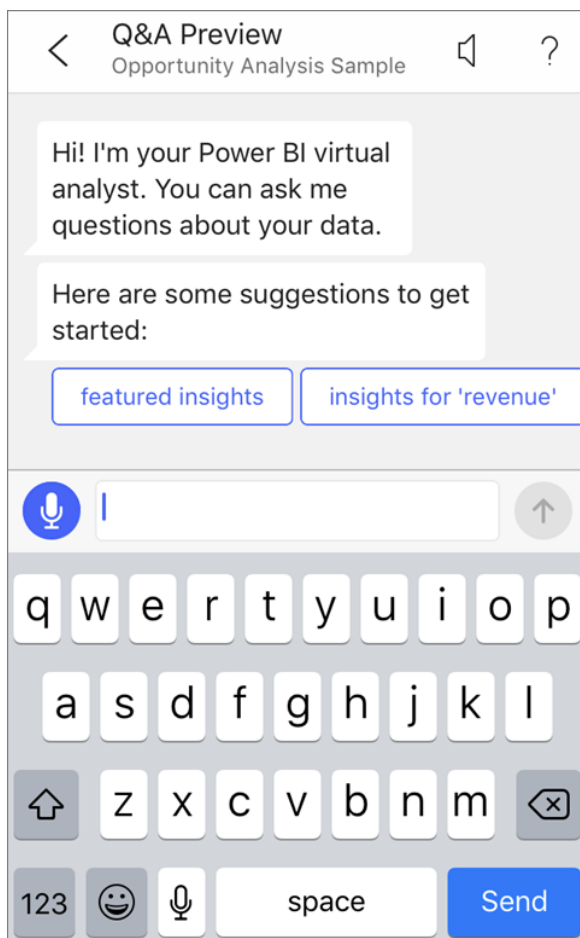 Q&A Preview
Opportunity Analysis Sample
?
Hi! I'm your Power BI virtual
analyst. You can ask me
questions about your data.
Here are some suggestions to get
started:
featured insights insights for 'revenue'
q w e r t y u i o p
a s d f g h j k l
z x c v b n m
123 space Send